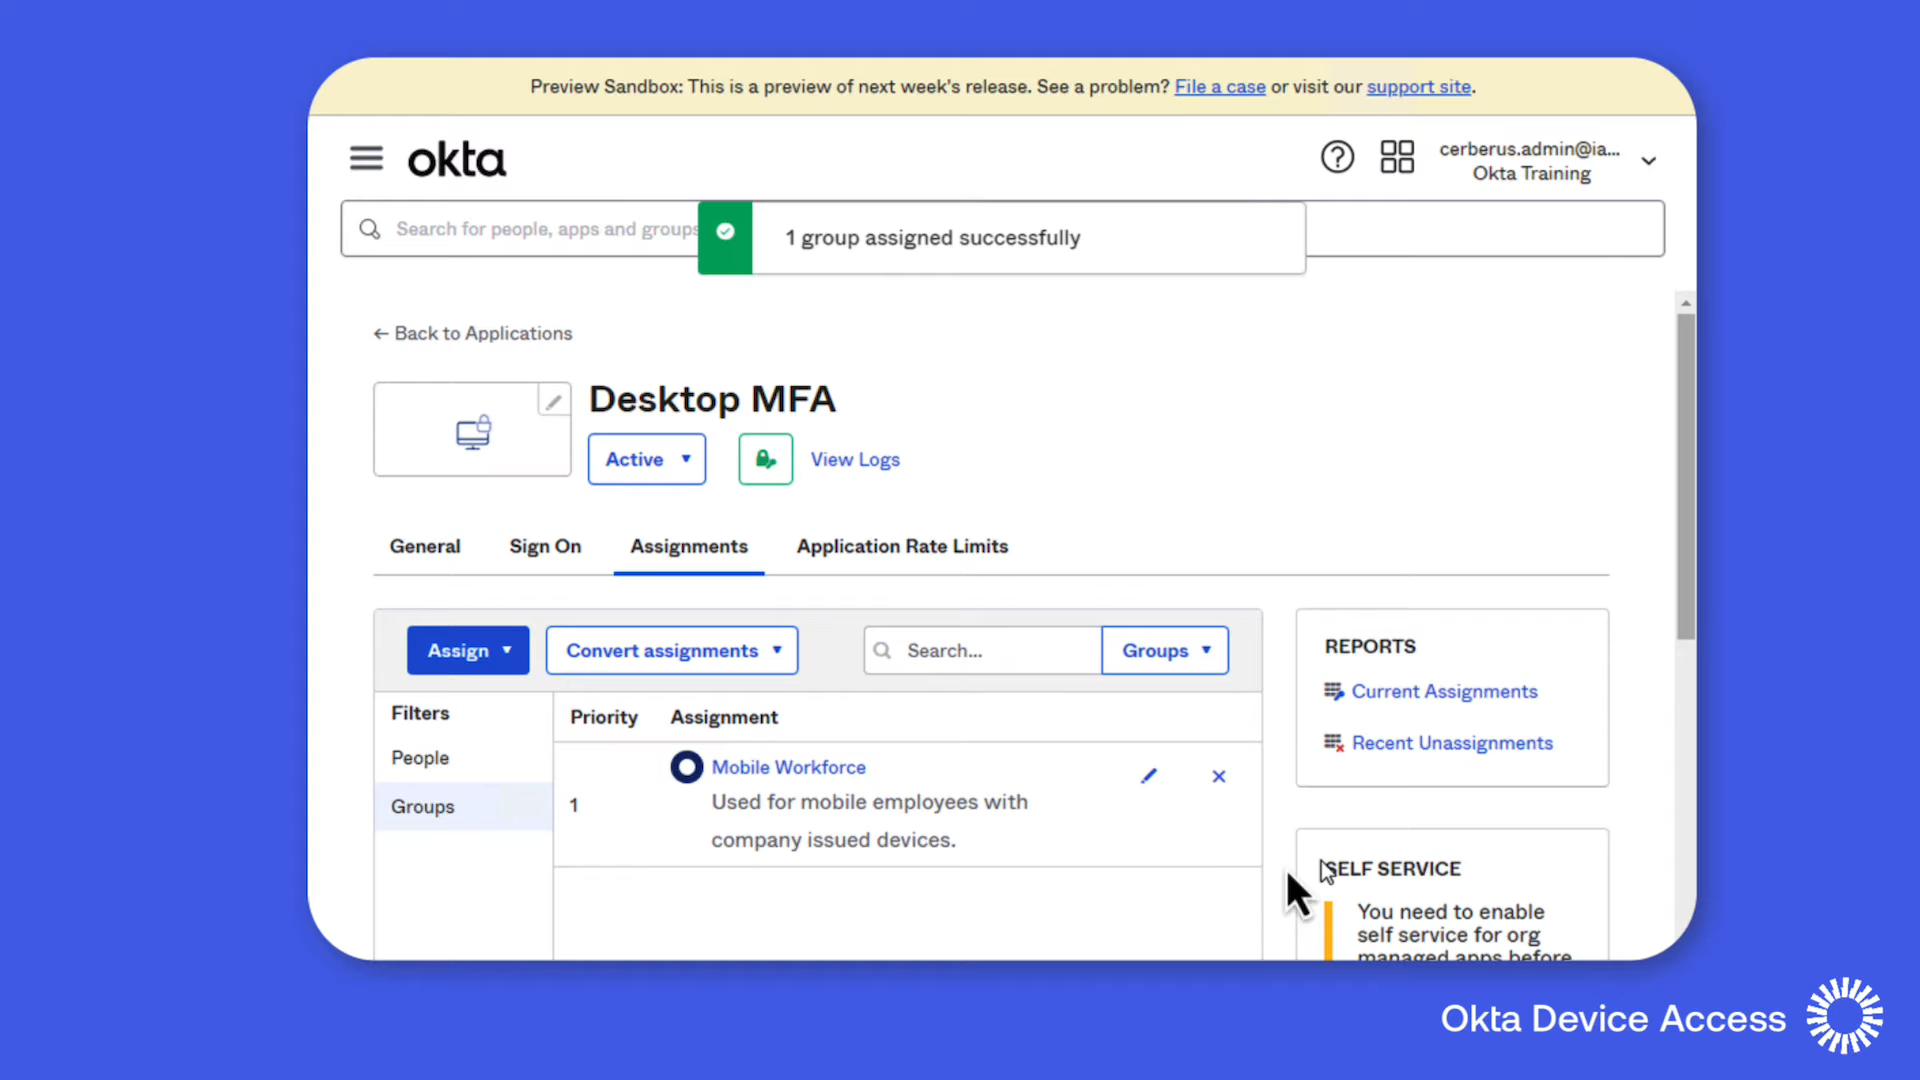 Preview Sandbox: This is a preview of next week's release. See a problem? File a case or visit our support site.
okta
cerberus.admin@ia...
Okta Training
Search for people, apps and groups
1 group assigned successfully
← Back to Applications
Desktop MFA
Active
View Logs
General
Sign On
Assignments
Application Rate Limits
Assign
Convert assignments
Search...
Groups
Filters
People
Groups
Priority
Assignment
1
Mobile Workforce
Used for mobile employees with
company issued devices.
REPORTS
Current Assignments
Recent Unassignments
SELF SERVICE
You need to enable
self service for org
managed apps before
Okta Device Access